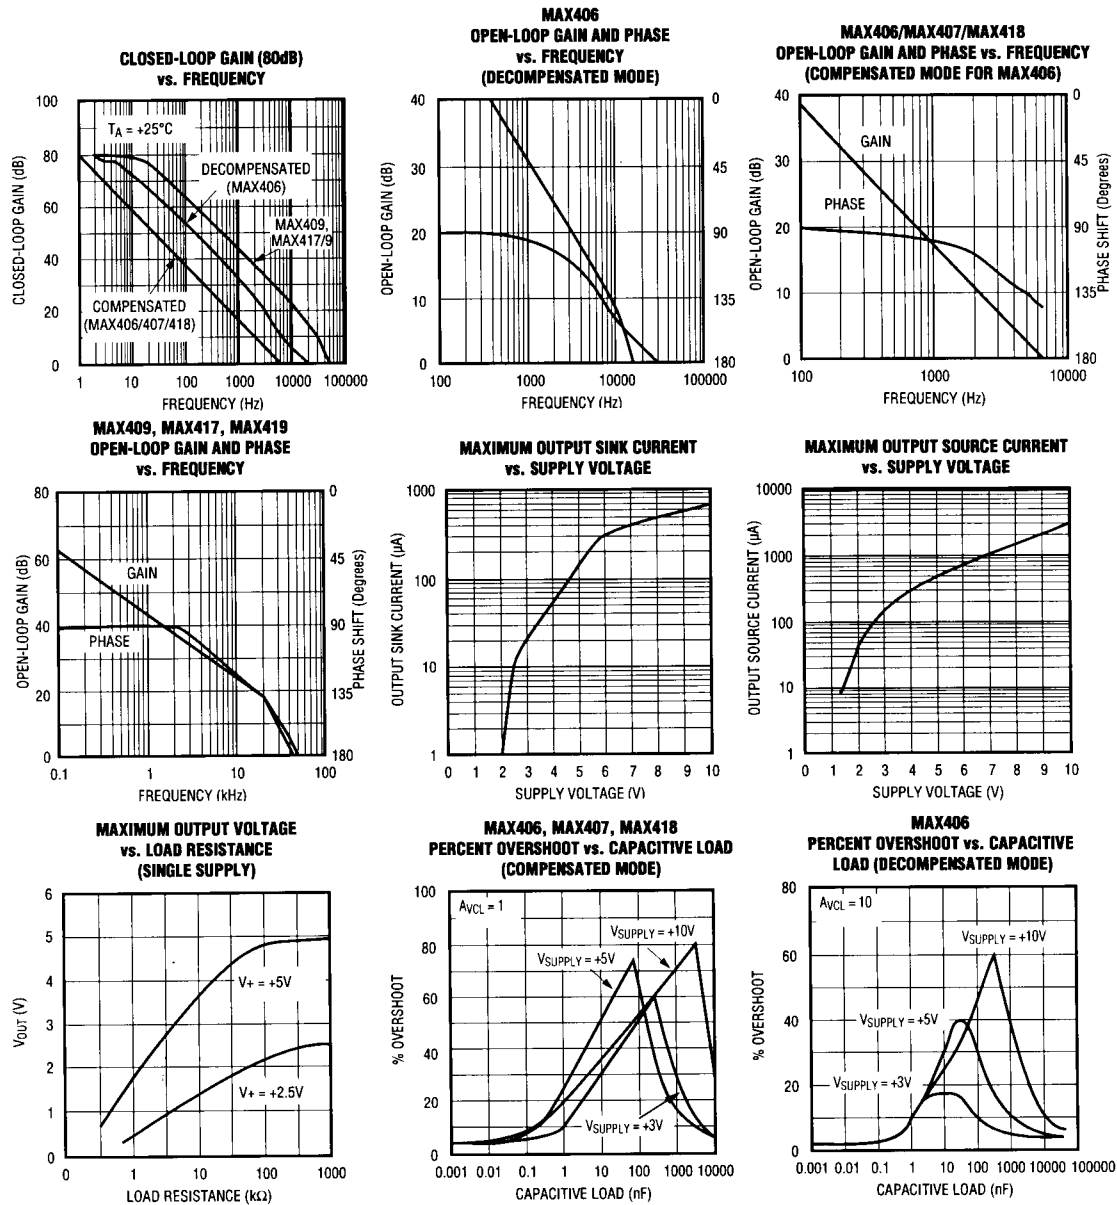 CLOSED-LOOP GAIN (80dB)
vs. FREQUENCY
100
80
60
40
20
0
CLOSED-LOOP GAIN (dB)
TA = +25°C
DECOMPENSATED
(MAX406)
MAX409,
MAX417/9
COMPENSATED
(MAX406/407/418)
1 10 100 1000 10000 100000
FREQUENCY (Hz)
MAX406
OPEN-LOOP GAIN AND PHASE
vs. FREQUENCY
(DECOMPENSATED MODE)
40
30
20
10
0
OPEN-LOOP GAIN (dB)
0
45
90
135
180
100 1000 10000 100000
FREQUENCY (Hz)
MAX406/MAX407/MAX418
OPEN-LOOP GAIN AND PHASE vs. FREQUENCY
(COMPENSATED MODE FOR MAX406)
40
30
20
10
0
OPEN-LOOP GAIN (dB)
GAIN
PHASE
0
45
90
135
180
PHASE SHIFT (Degrees)
100 1000 10000
FREQUENCY (Hz)
MAX409, MAX417, MAX419
OPEN-LOOP GAIN AND PHASE
vs. FREQUENCY
80
60
40
20
0
OPEN-LOOP GAIN (dB)
GAIN
PHASE
0
45
90
135
180
PHASE SHIFT (Degrees)
0.1 1 10 100
FREQUENCY (kHz)
MAXIMUM OUTPUT SINK CURRENT
vs. SUPPLY VOLTAGE
1000
100
10
1
OUTPUT SINK CURRENT (µA)
0 1 2 3 4 5 6 7 8 9 10
SUPPLY VOLTAGE (V)
MAXIMUM OUTPUT SOURCE CURRENT
vs. SUPPLY VOLTAGE
10000
1000
100
10
1
OUTPUT SOURCE CURRENT (µA)
0 1 2 3 4 5 6 7 8 9 10
SUPPLY VOLTAGE (V)
MAXIMUM OUTPUT VOLTAGE
vs. LOAD RESISTANCE
(SINGLE SUPPLY)
6
5
4
3
2
1
0
VOUT (V)
V+ = +5V
V+ = +2.5V
0 1 10 100 1000
LOAD RESISTANCE (kΩ)
MAX406, MAX407, MAX418
PERCENT OVERSHOOT vs. CAPACITIVE LOAD
(COMPENSATED MODE)
100
80
60
40
20
0
% OVERSHOOT
AVCL = 1
VSUPPLY = +10V
VSUPPLY = +5V
VSUPPLY = +3V
0.001 0.01 0.1 1 10 100 1000 10000
CAPACITIVE LOAD (nF)
MAX406
PERCENT OVERSHOOT vs. CAPACITIVE
LOAD (DECOMPENSATED MODE)
80
60
40
20
0
% OVERSHOOT
AVCL = 10
VSUPPLY = +10V
VSUPPLY = +5V
VSUPPLY = +3V
0.001 0.01 0.1 1 10 100 1000 10000 100000
CAPACITIVE LOAD (nF)